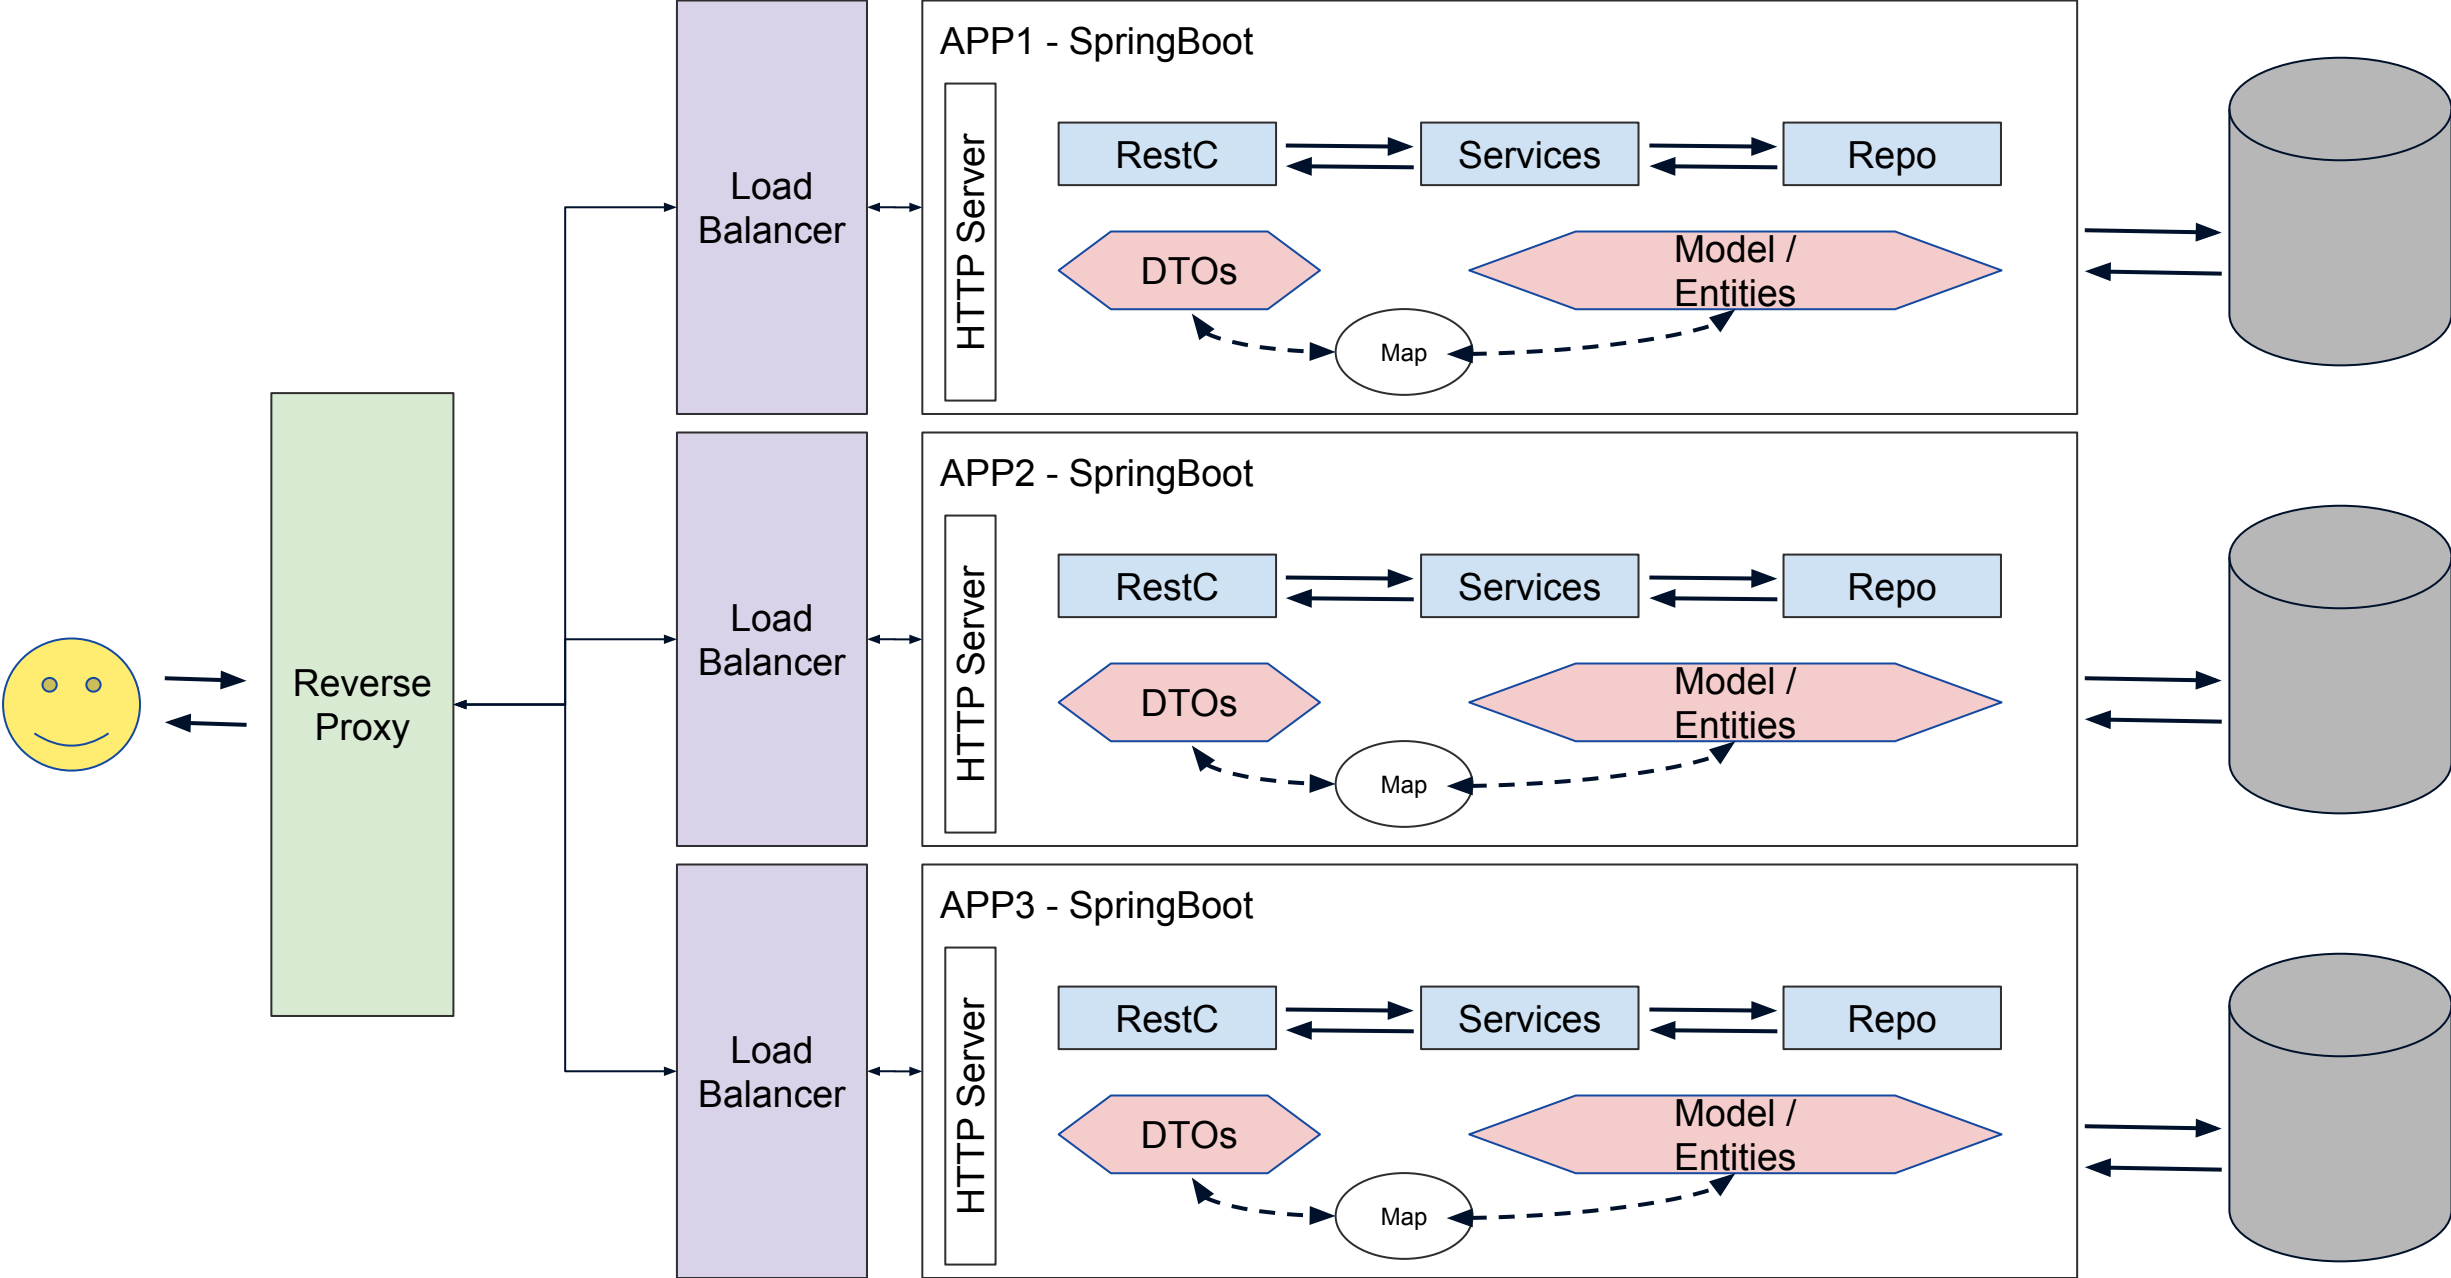 Reverse
Proxy
Load
Balancer
APP1 - SpringBoot
HTTP Server
RestC
Services
Repo
DTOs
Model /
Entities
Map
Load
Balancer
APP2 - SpringBoot
HTTP Server
RestC
Services
Repo
DTOs
Model /
Entities
Map
Load
Balancer
APP3 - SpringBoot
HTTP Server
RestC
Services
Repo
DTOs
Model /
Entities
Map